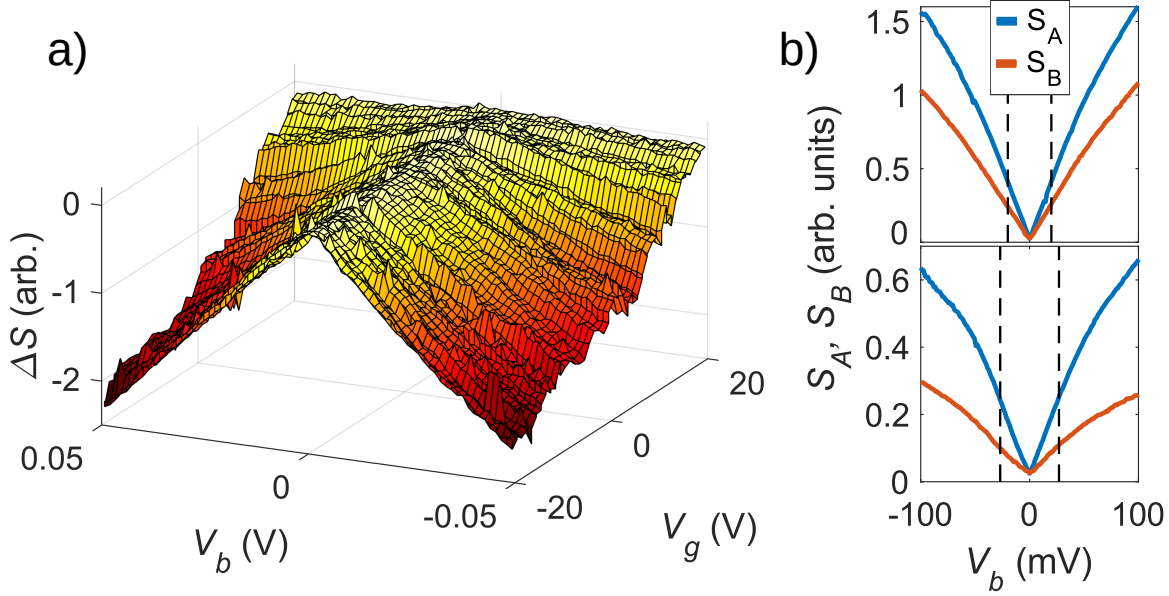 a)
0
-1
-2
ΔS (arb.)
0.05
0
-0.05
V_b (V)
-20
0
20
V_g (V)
b)
S_A
S_B
1.5
1
0.5
0
0.6
0.4
0.2
0
S_A, S_B (arb. units)
-100
0
100
V_b (mV)